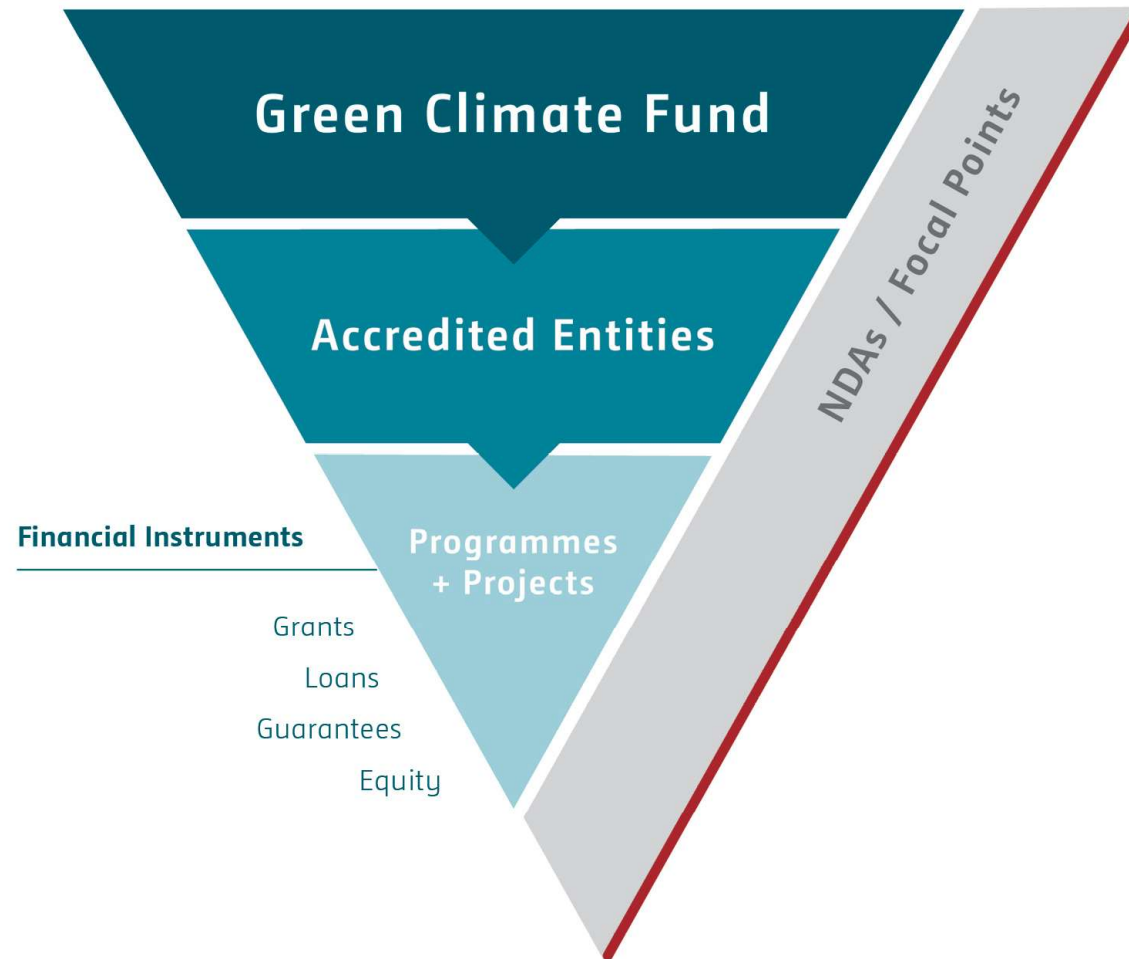 Green Climate Fund
Accredited Entities
Programmes
+ Projects
NDAs / Focal Points
Financial Instruments
Grants
Loans
Guarantees
Equity